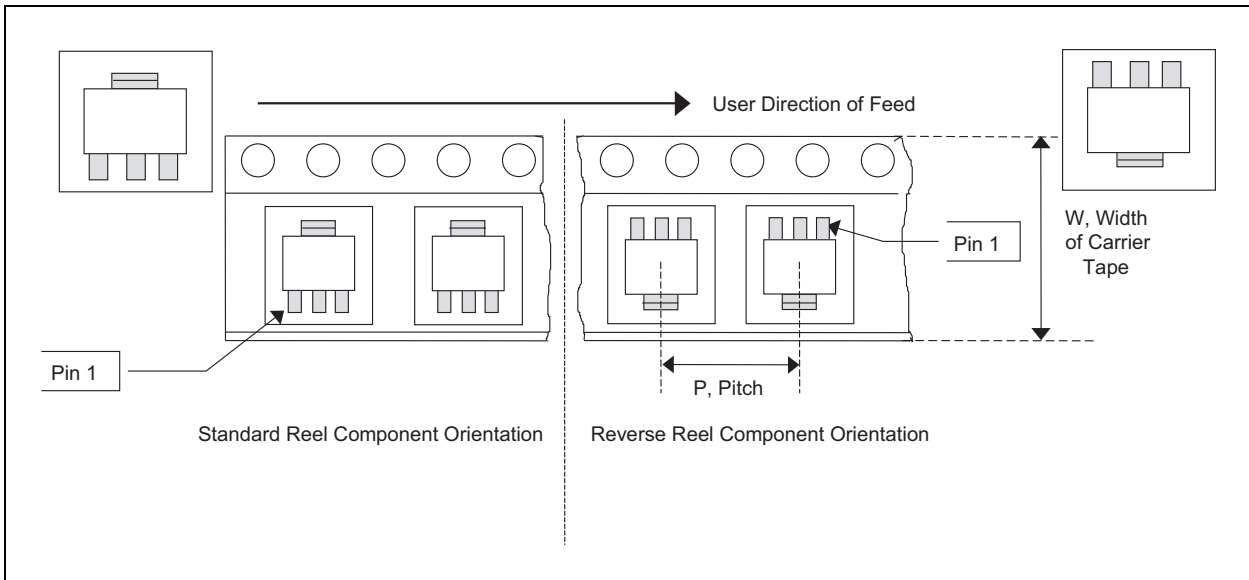 User Direction of Feed
W, Width
of Carrier
Tape
Pin 1
Pin 1
P, Pitch
Standard Reel Component Orientation
Reverse Reel Component Orientation